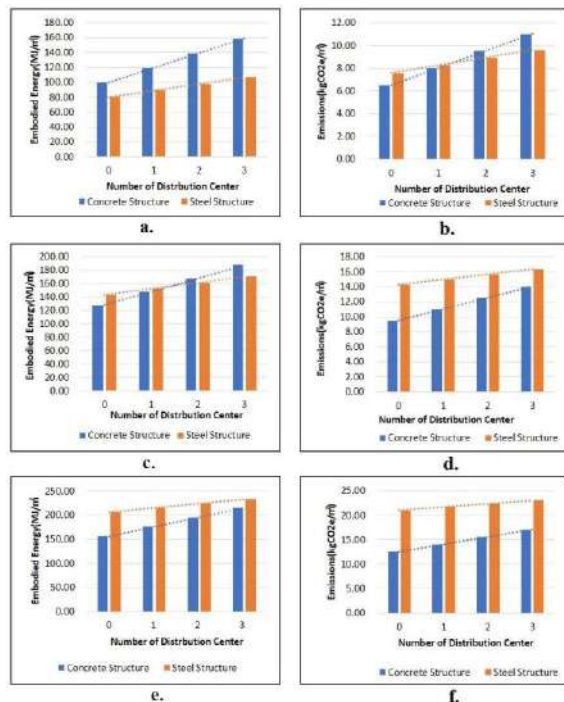 Embodied Energy(MJ/㎡)
180.00
160.00
140.00
120.00
100.00
80.00
60.00
40.00
20.00
0.00
0 1 2 3
Number of Distrbution Center
Concrete Structure Steel Structure
a.
Emissions(kgCO2e/㎡)
12.00
10.00
8.00
6.00
4.00
2.00
0.00
0 1 2 3
Number of Distrbution Center
Concrete Structure Steel Structure
b.
Embodied Energy(MJ/㎡)
200.00
180.00
160.00
140.00
120.00
100.00
80.00
60.00
40.00
20.00
0.00
0 1 2 3
Number of Distrbution Center
Concrete Structure Steel Structure
c.
Emissions(kgCO2e/㎡)
18.00
16.00
14.00
12.00
10.00
8.00
6.00
4.00
2.00
0.00
0 1 2 3
Number of Distribution Center
Concrete Structure Steel Structure
d.
Embodied Energy(MJ/㎡)
250.00
200.00
150.00
100.00
50.00
0.00
0 1 2 3
Number of Distrbution Center
Concrete Structure Steel Structure
e.
Emissions(kgCO2e/㎡)
25.00
20.00
15.00
10.00
5.00
0.00
0 1 2 3
Number of Distribution Center
Concrete Structure Steel Structure
f.